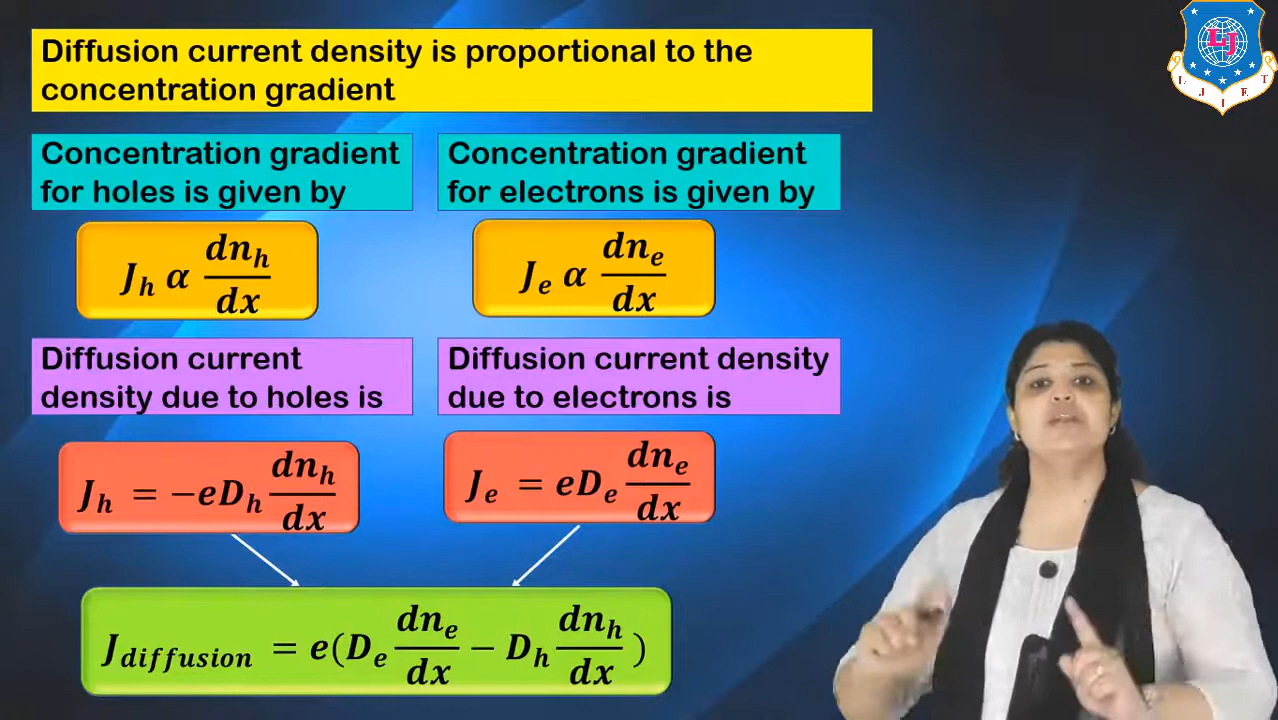 Diffusion current density is proportional to the
concentration gradient
Concentration gradient
for holes is given by
Concentration gradient
for electrons is given by
J_h α dn_h/dx
J_e α dn_e/dx
Diffusion current
density due to holes is
Diffusion current density
due to electrons is
J_h = −eD_h dn_h/dx
J_e = eD_e dn_e/dx
J_diffusion = e(D_e dn_e/dx − D_h dn_h/dx)
LJ
L J I E T